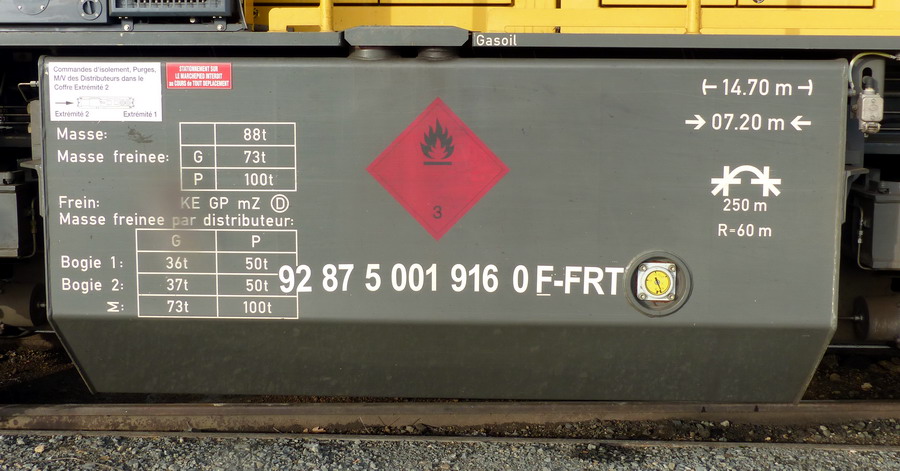 Gasoil
Commandes d'isolement, Purges,
M/V des Distributeurs dans le
Coffre Extrémité 2
Extrémité 2 Extrémité 1
STATIONNEMENT SUR
LE MARCHEPIED INTERDIT
au COURS de TOUT DEPLACEMENT
14.70 m
07.20 m
250 m
R=60 m
Masse: 88t
Masse freinee: G 73t
P 100t
Frein: KE GP mZ D
Masse freinee par distributeur:
G P
Bogie 1: 36t 50t
Bogie 2: 37t 50t
Σ: 73t 100t
3
92 87 5 001 916 0 F-FRT